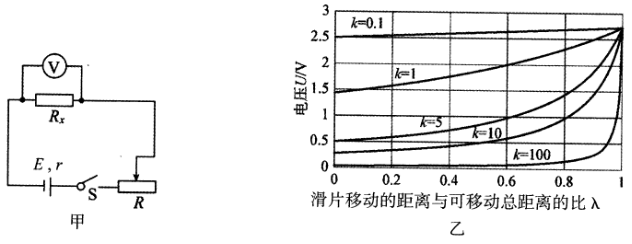 V
Rₓ
E , r
S
R
甲
电压U/V
3
2.5
2
1.5
1
0.5
0
k=0.1
k=1
k=5
k=10
k=100
0 0.2 0.4 0.6 0.8 1
滑片移动的距离与可移动总距离的比 λ
乙